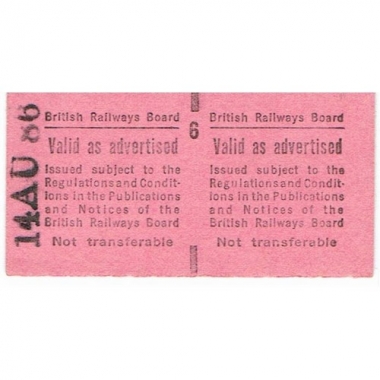 14 AU 86
British Railways Board
Valid as advertised
Issued subject to the
Regulations and Condit-
ions in the Publications
and Notices of the
British Railways Board
Not transferable
6
British Railways Board
Valid as advertised
Issued subject to the
Regulations and Condit-
ions in the Publications
and Notices of the
British Railways Board
Not transferable